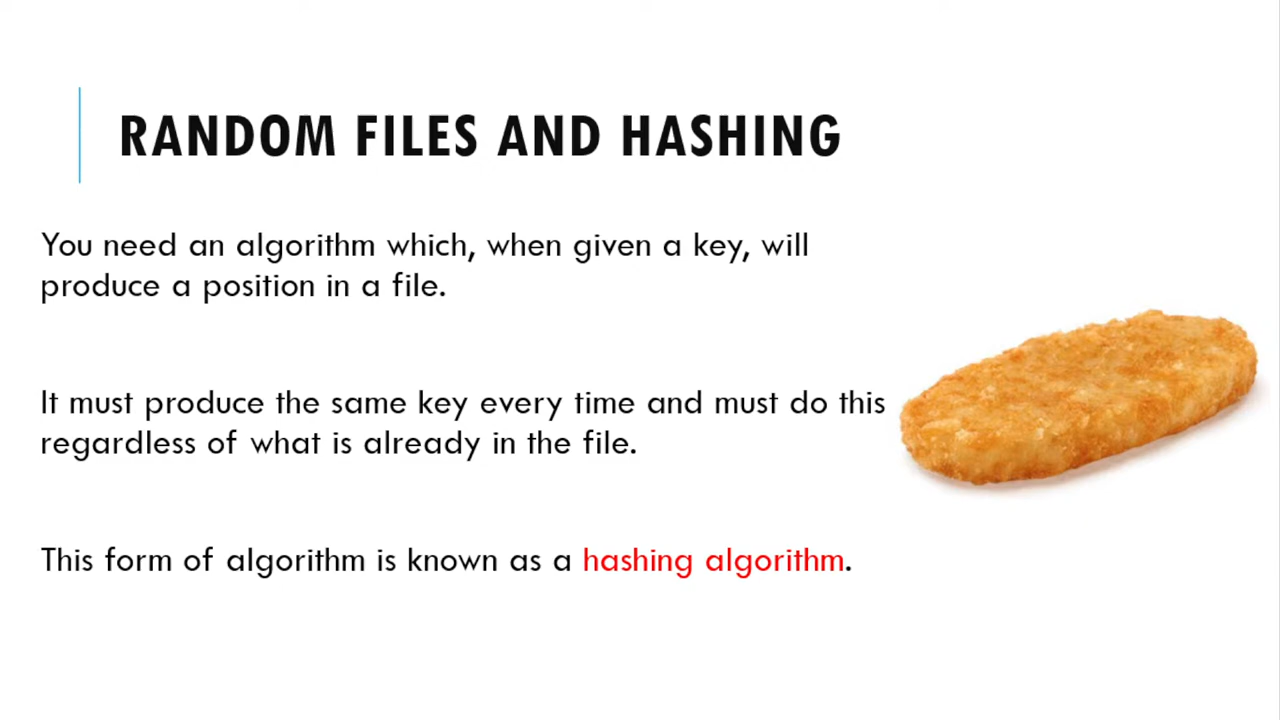 RANDOM FILES AND HASHING
You need an algorithm which, when given a key, will
produce a position in a file.
It must produce the same key every time and must do this
regardless of what is already in the file.
This form of algorithm is known as a hashing algorithm.